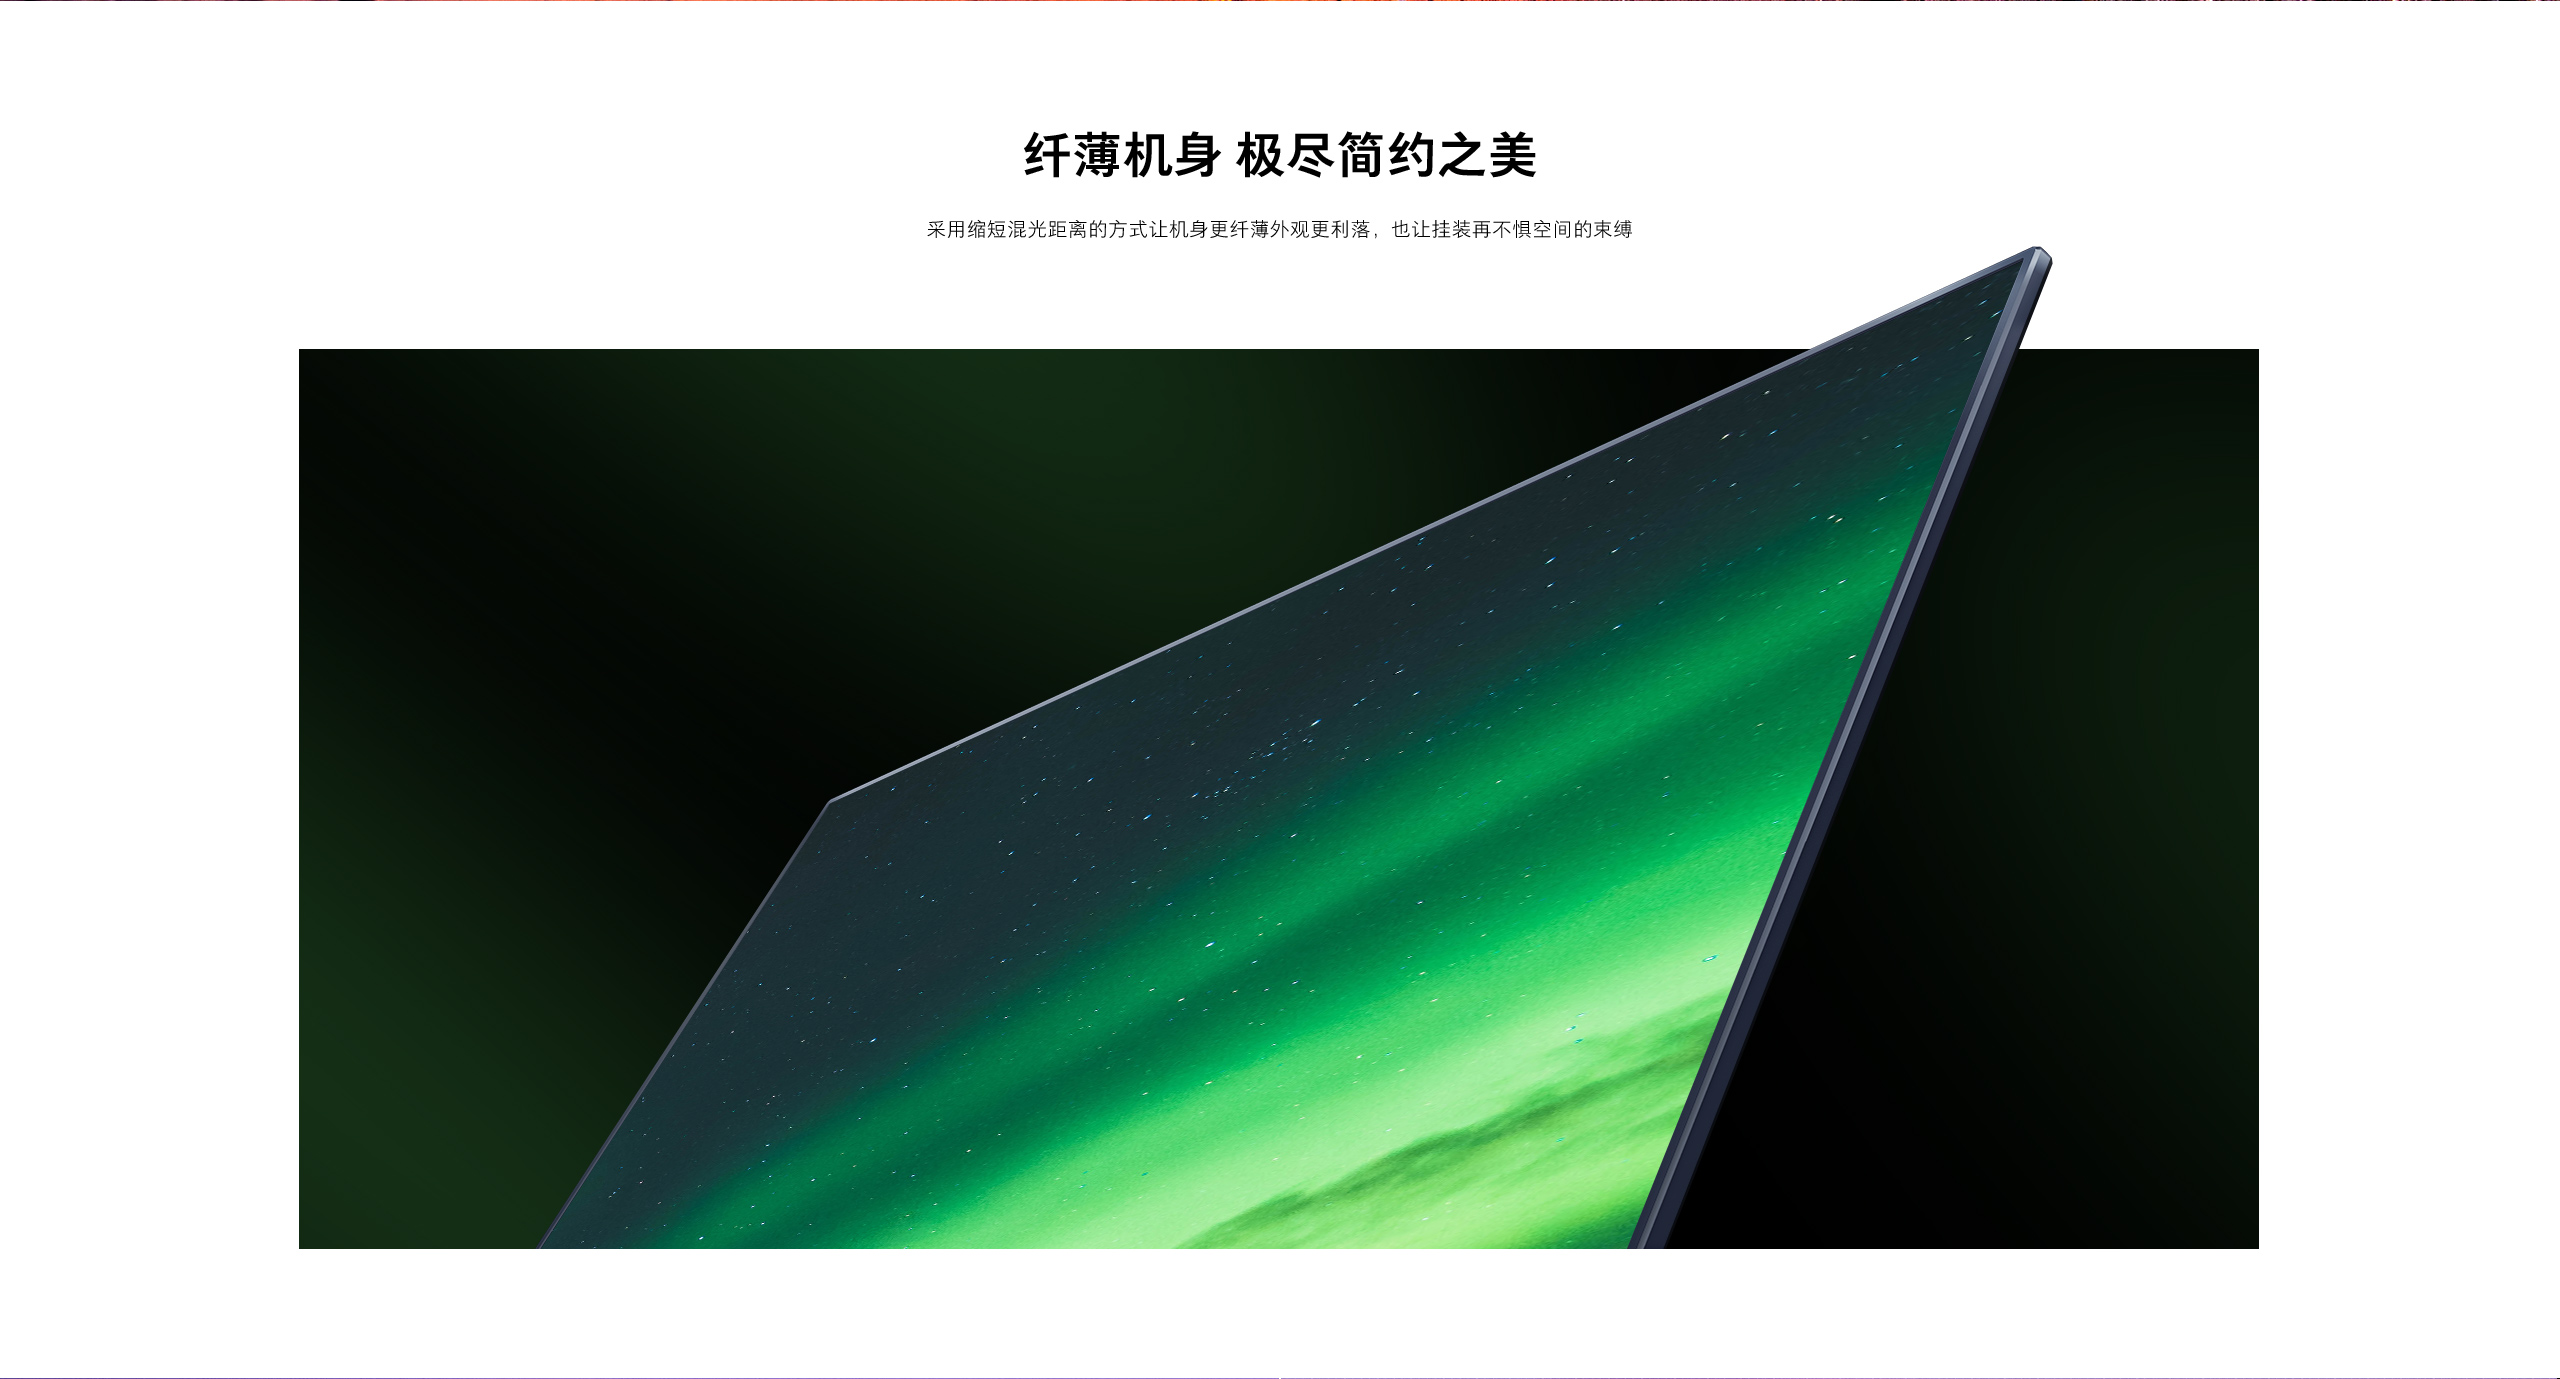 纤薄机身 极尽简约之美
采用缩短混光距离的方式让机身更纤薄外观更利落，也让挂装再不惧空间的束缚